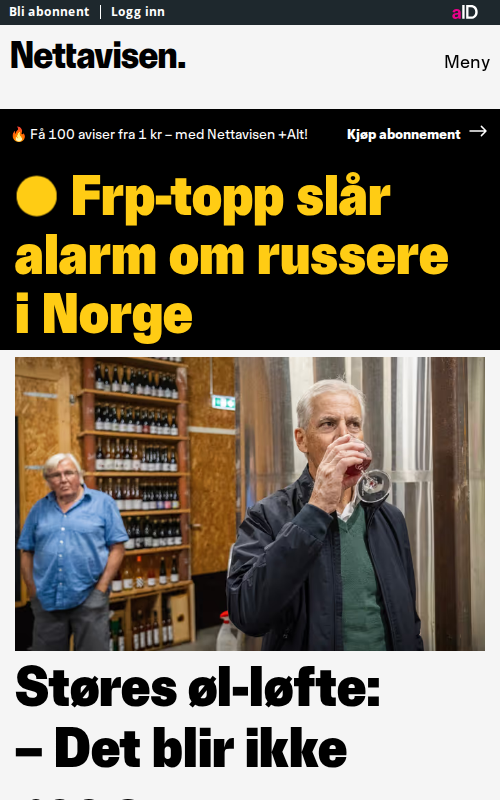 Bli abonnent | Logg inn
aID
Nettavisen.
Meny
🔥 Få 100 aviser fra 1 kr – med Nettavisen +Alt!
Kjøp abonnement →
Frp-topp slår
alarm om russere
i Norge
Støres øl-løfte:
– Det blir ikke